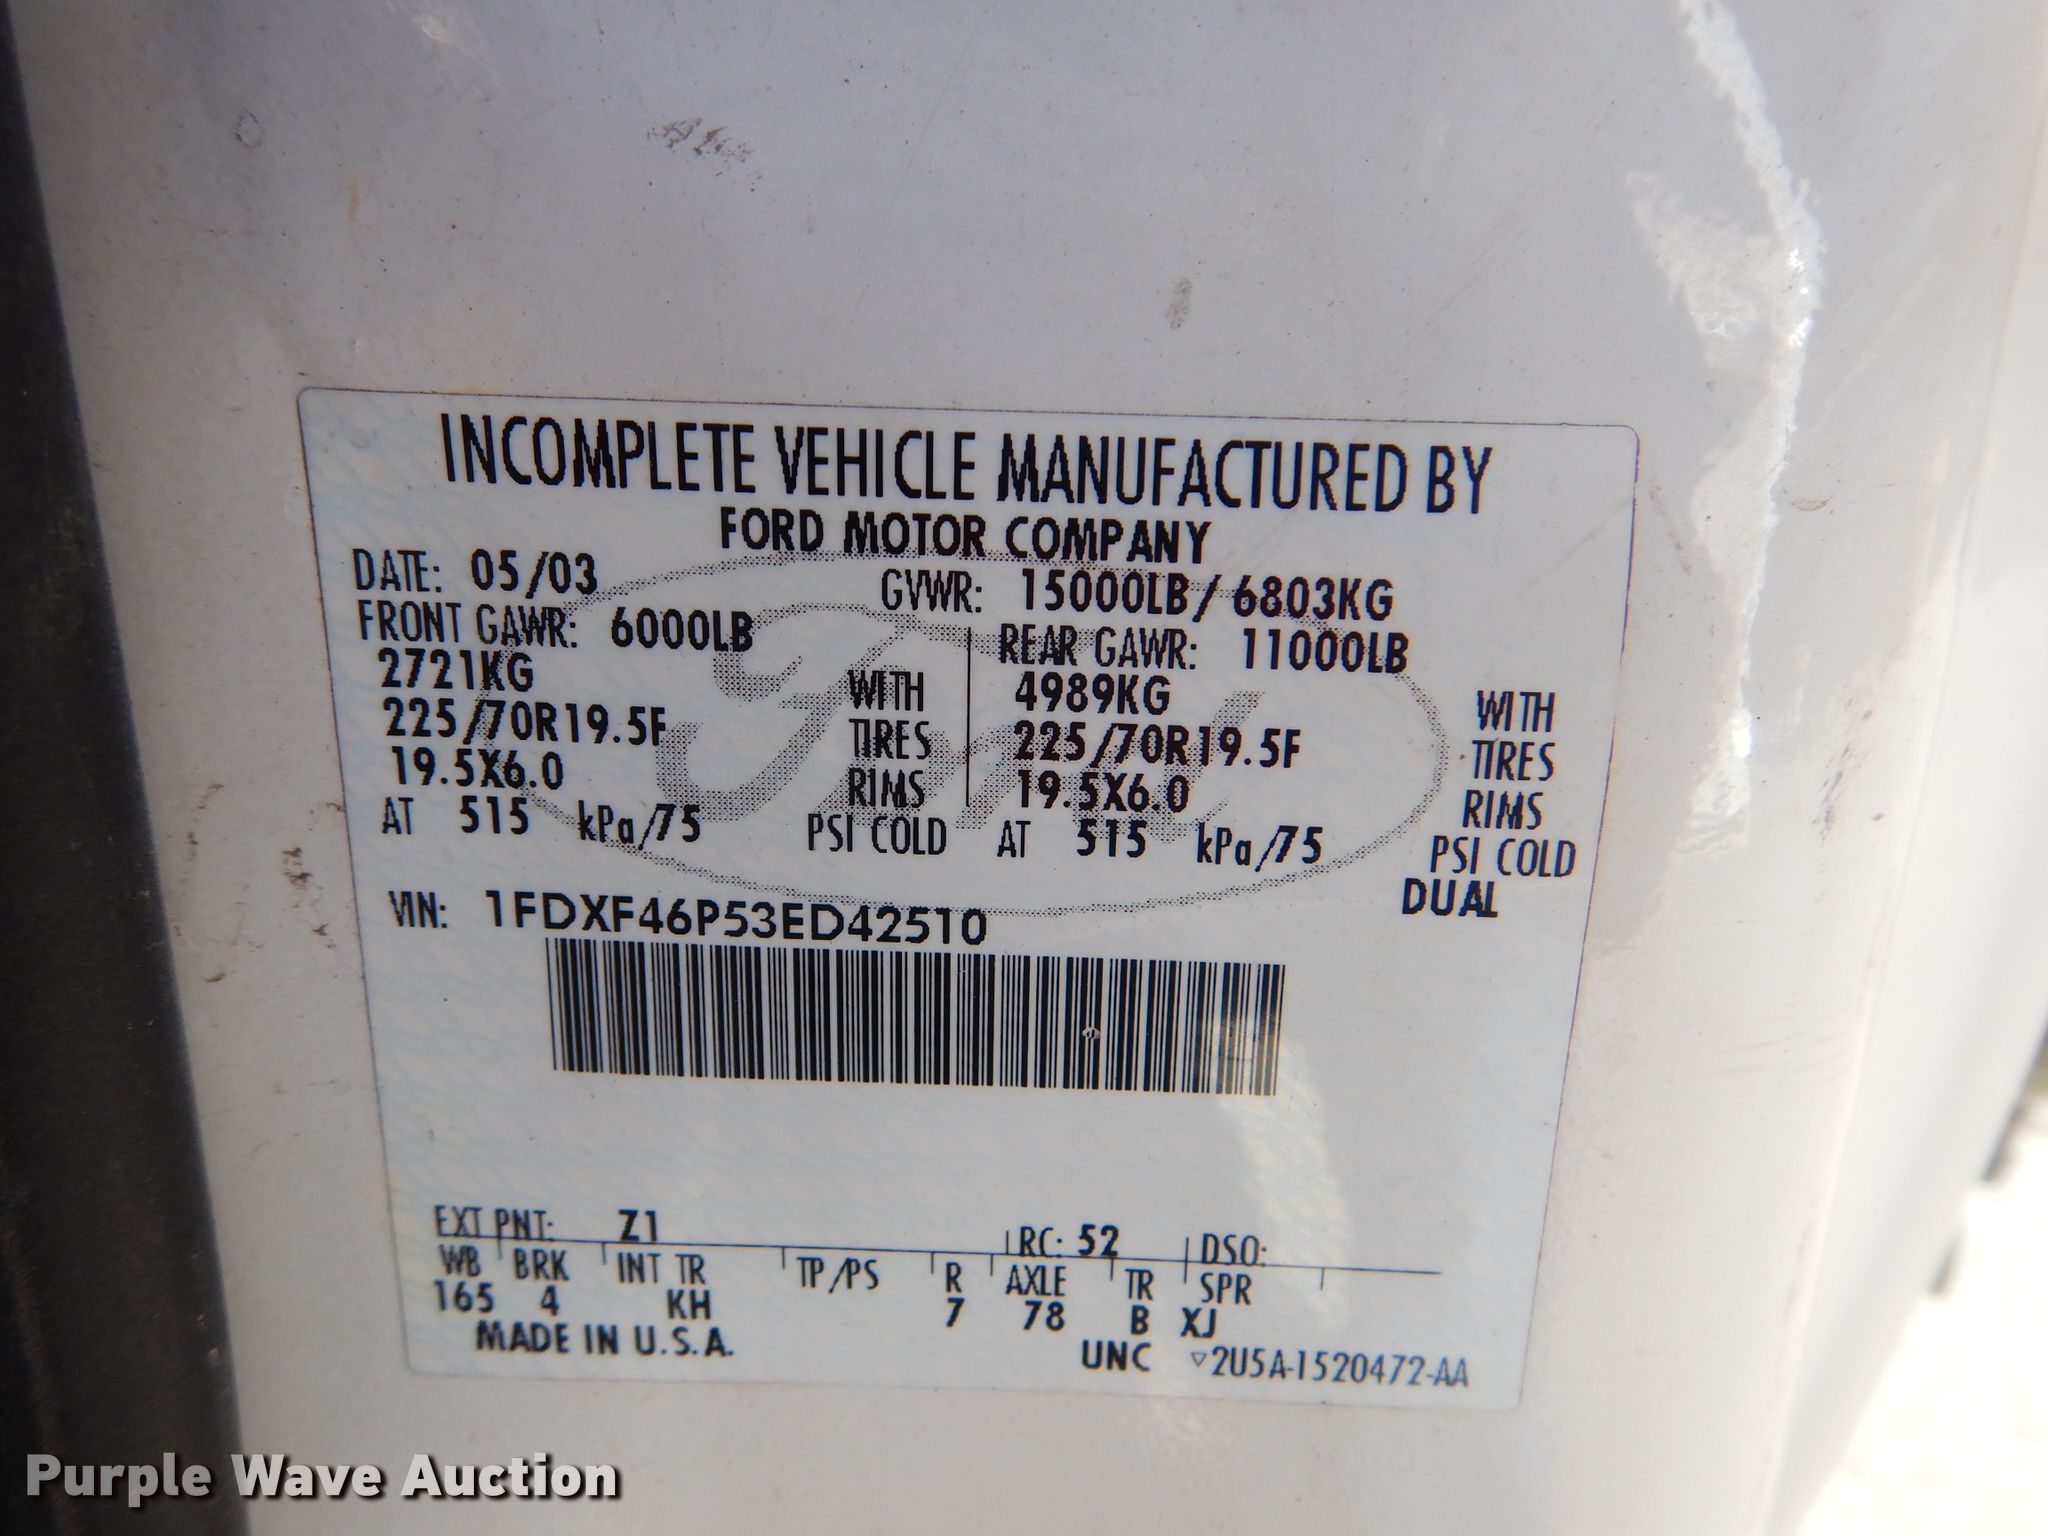 INCOMPLETE VEHICLE MANUFACTURED BY
FORD MOTOR COMPANY
DATE: 05/03 GVWR: 15000LB/ 6803KG
FRONT GAWR: 6000LB REAR GAWR: 11000LB
2721KG WITH 4989KG WITH
225/70R19.5F TIRES 225/70R19.5F TIRES
19.5X6.0 RIMS 19.5X6.0 RIMS
AT 515 kPa/75 PSI COLD AT 515 kPa/75 PSI COLD
DUAL
VIN: 1FDXF46P53ED42510
EXT PNT: Z1 RC: 52 DSO:
WB BRK INT TR TP/PS R AXLE TR SPR
165 4 KH 7 78 B XJ
MADE IN U.S.A. UNC ▽2U5A-1520472-AA
Purple Wave Auction